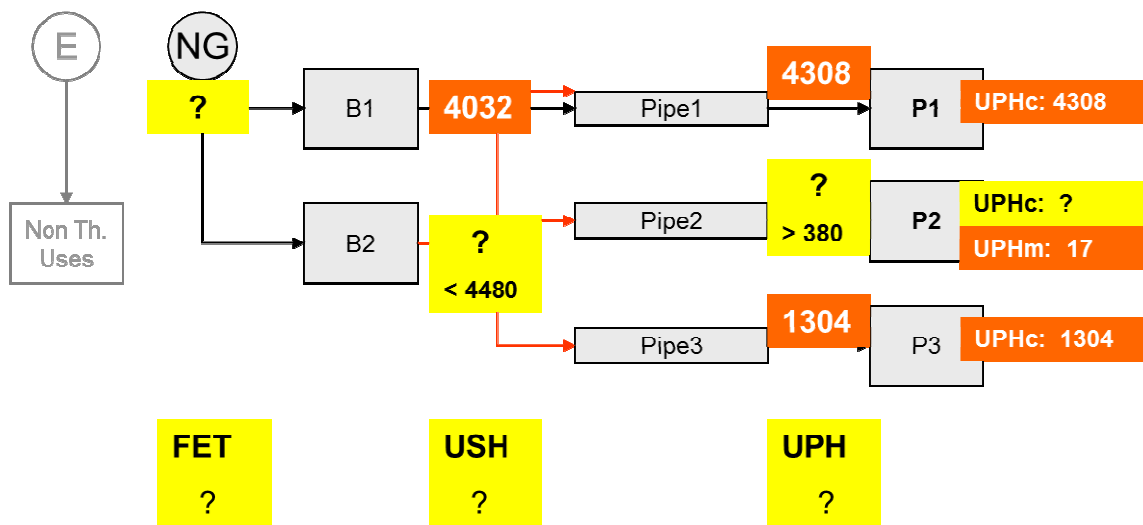 E
NG
?
B1
4032
Pipe1
4308
P1
UPHc: 4308
Non Th.
Uses
B2
?
< 4480
Pipe2
?
> 380
P2
UPHc: ?
UPHm: 17
Pipe3
1304
P3
UPHc: 1304
FET
?
USH
?
UPH
?